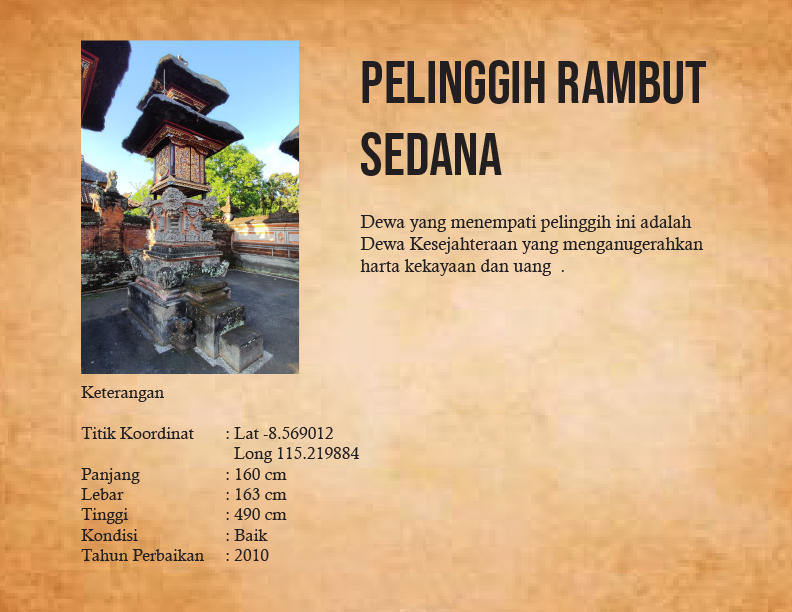 PELINGGIH RAMBUT
SEDANA
Dewa yang menempati pelinggih ini adalah
Dewa Kesejahteraan yang menganugerahkan
harta kekayaan dan uang .
Keterangan
Titik Koordinat : Lat -8.569012
Long 115.219884
Panjang : 160 cm
Lebar : 163 cm
Tinggi : 490 cm
Kondisi : Baik
Tahun Perbaikan : 2010